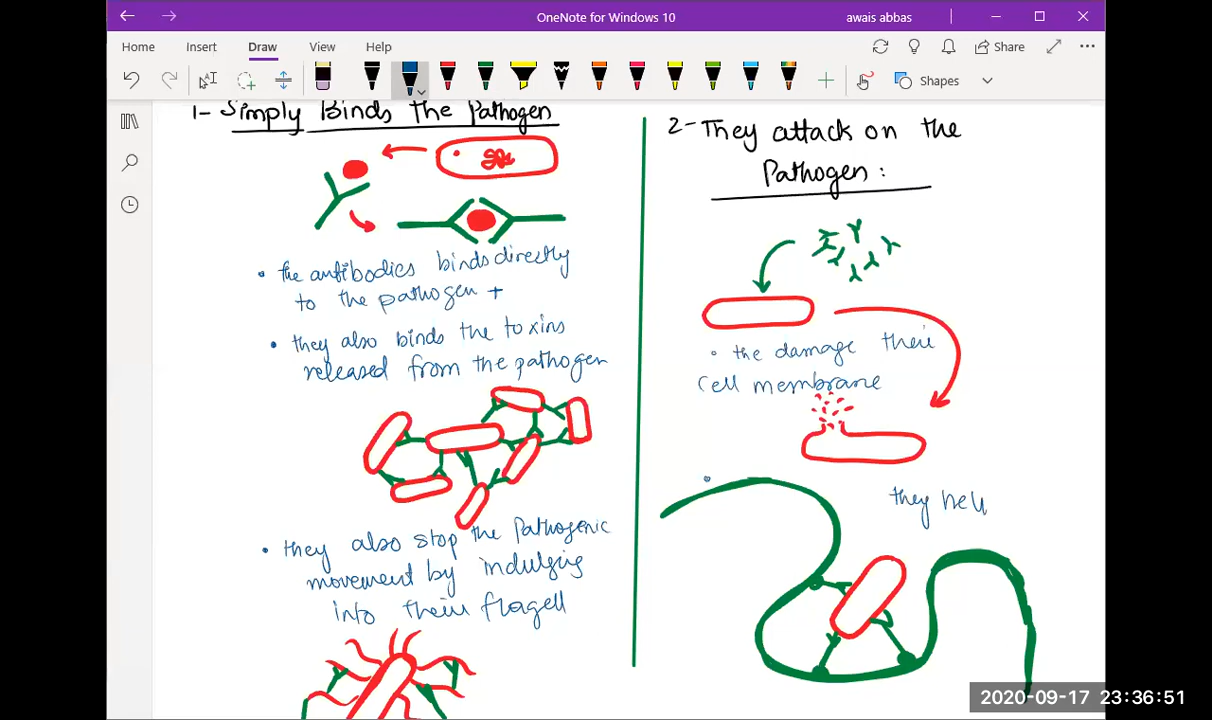 OneNote for Windows 10
awais abbas
Home Insert Draw View Help
Share
Shapes
1- Simply Binds the Pathogen
• the antibodies binds directly
to the pathogen +
• they also binds the toxins
released from the pathogen
• they also stop the Pathogenic
movement by indulging
into their flagell
2- They attack on the
Pathogen:
• the damage their
cell membrane
they hel
2020-09-17 23:36:51